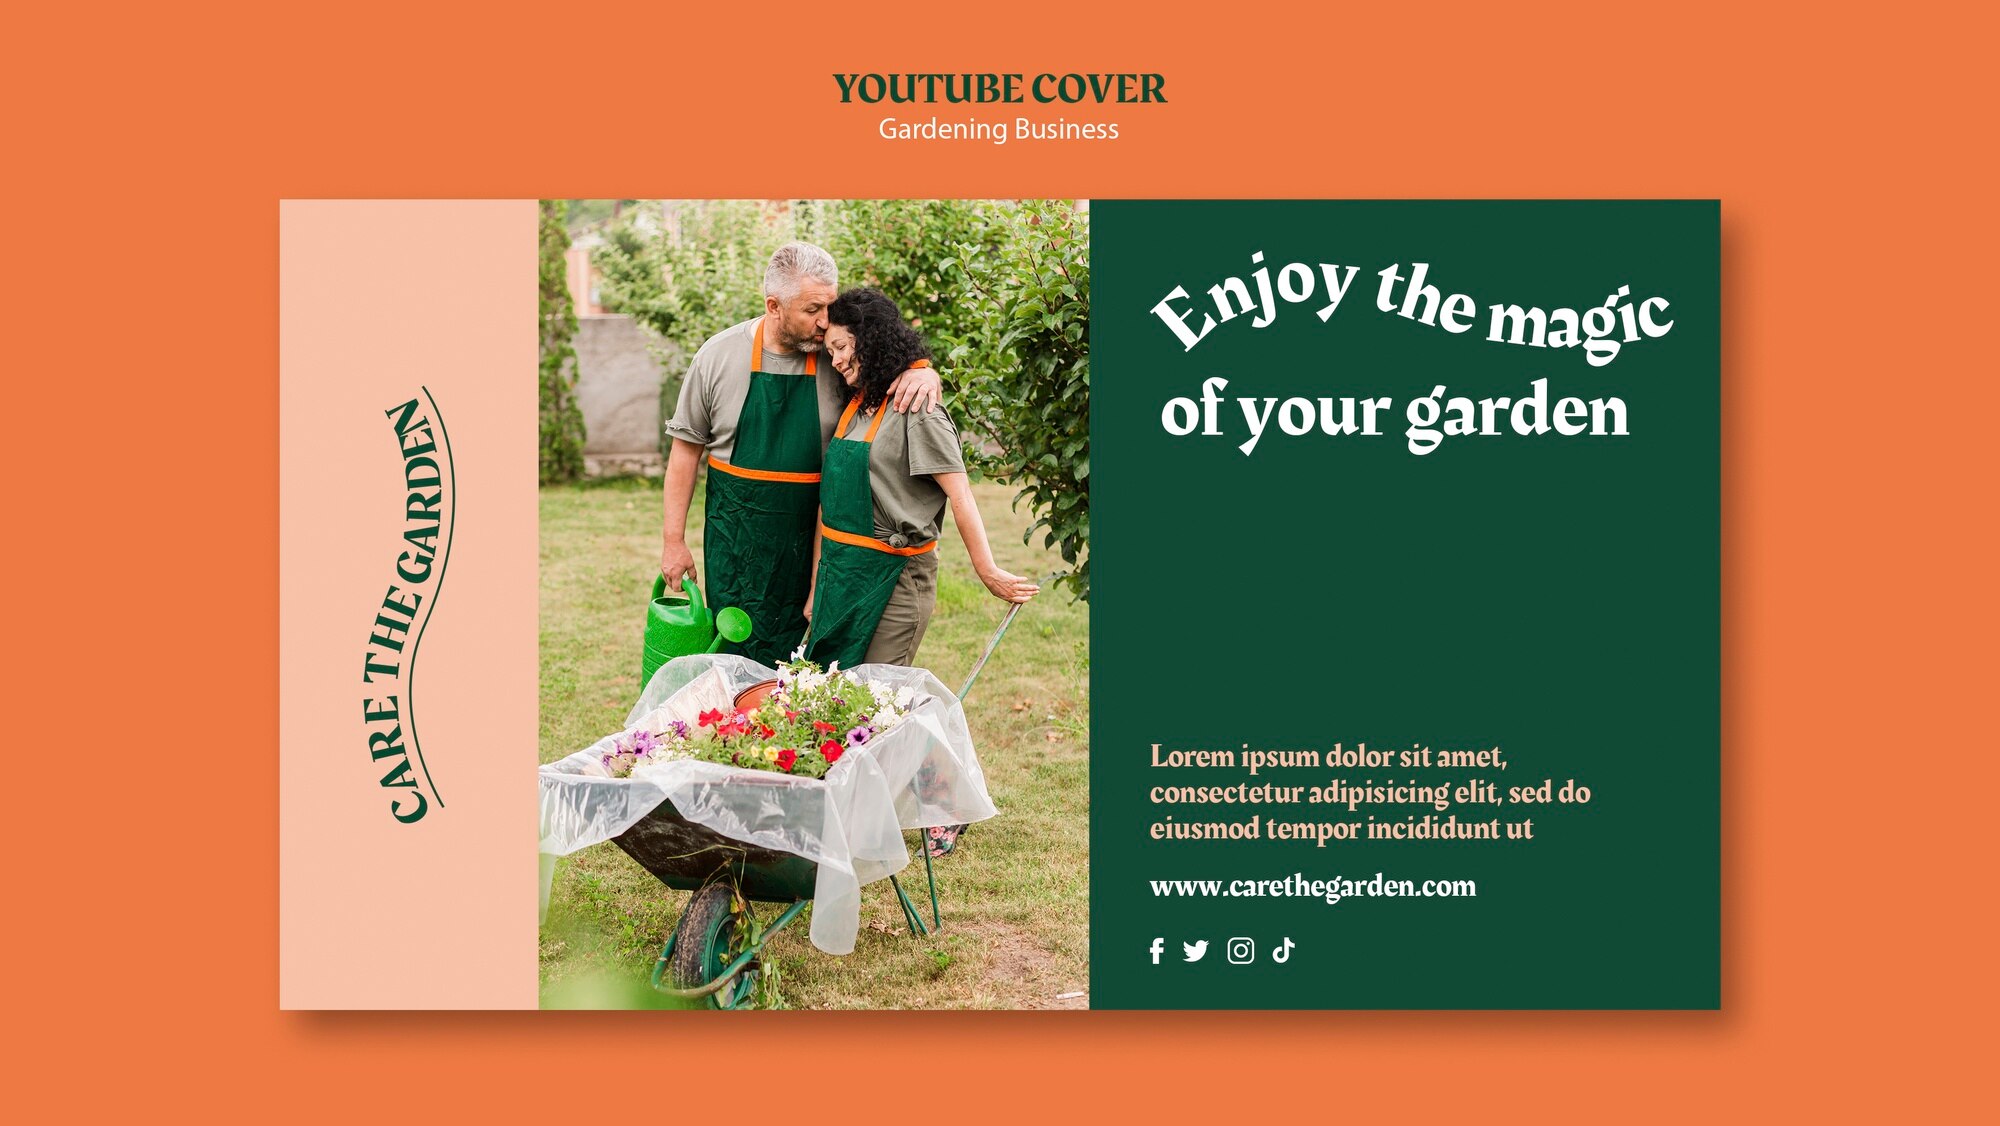 YOUTUBE COVER
Gardening Business
CARE THE GARDEN
Enjoy the magic
of your garden
Lorem ipsum dolor sit amet,
consectetur adipisicing elit, sed do
eiusmod tempor incididunt ut
www.carethegarden.com